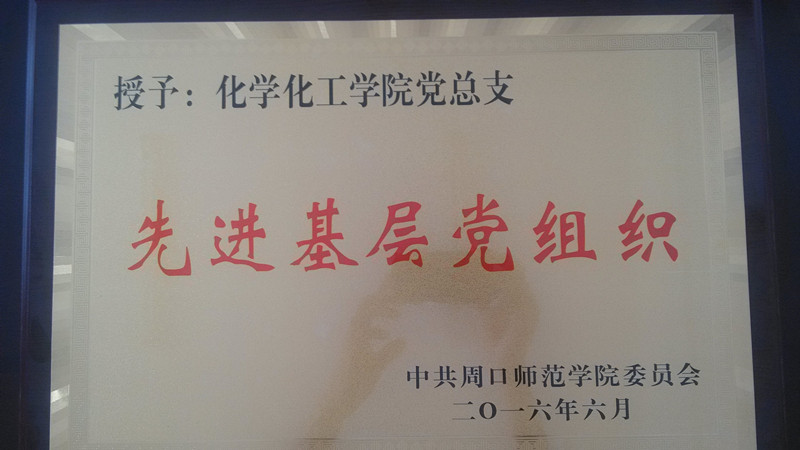 授予：化学化工学院党总支
先进基层党组织
中共周口师范学院委员会
二O一六年六月